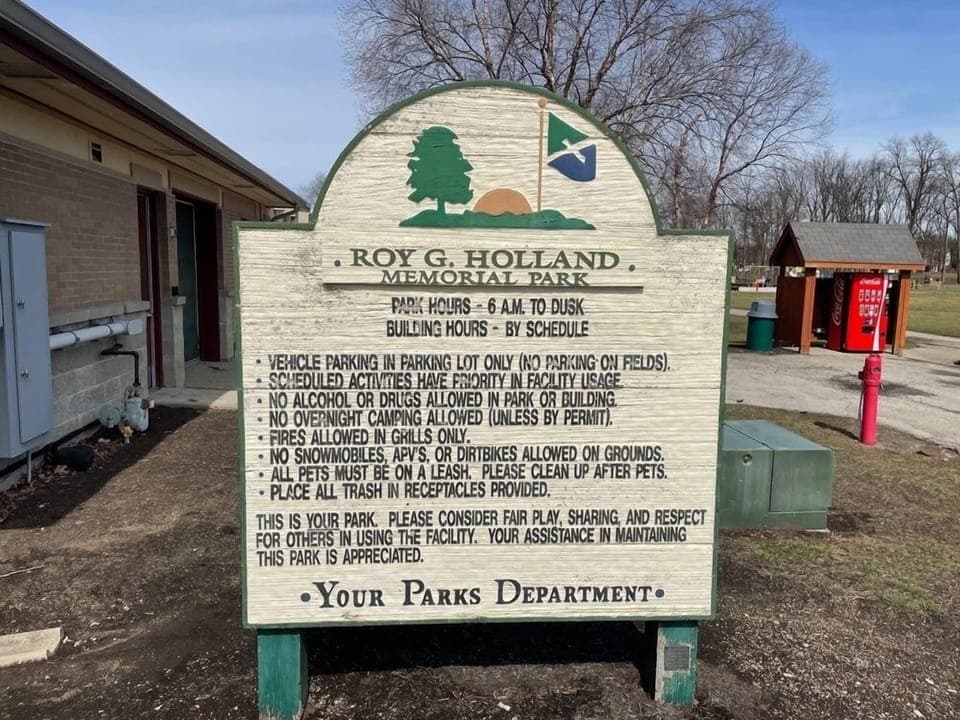 • ROY G. HOLLAND •
MEMORIAL PARK
PARK HOURS - 6 A.M. TO DUSK
BUILDING HOURS - BY SCHEDULE
• VEHICLE PARKING IN PARKING LOT ONLY (NO PARKING ON FIELDS).
• SCHEDULED ACTIVITIES HAVE PRIORITY IN FACILITY USAGE.
• NO ALCOHOL OR DRUGS ALLOWED IN PARK OR BUILDING.
• NO OVERNIGHT CAMPING ALLOWED (UNLESS BY PERMIT).
• FIRES ALLOWED IN GRILLS ONLY.
• NO SNOWMOBILES, APV'S, OR DIRTBIKES ALLOWED ON GROUNDS.
• ALL PETS MUST BE ON A LEASH. PLEASE CLEAN UP AFTER PETS.
• PLACE ALL TRASH IN RECEPTACLES PROVIDED.
THIS IS YOUR PARK. PLEASE CONSIDER FAIR PLAY, SHARING, AND RESPECT
FOR OTHERS IN USING THE FACILITY. YOUR ASSISTANCE IN MAINTAINING
THIS PARK IS APPRECIATED.
• YOUR PARKS DEPARTMENT •
Coca-Cola
Coca-Cola